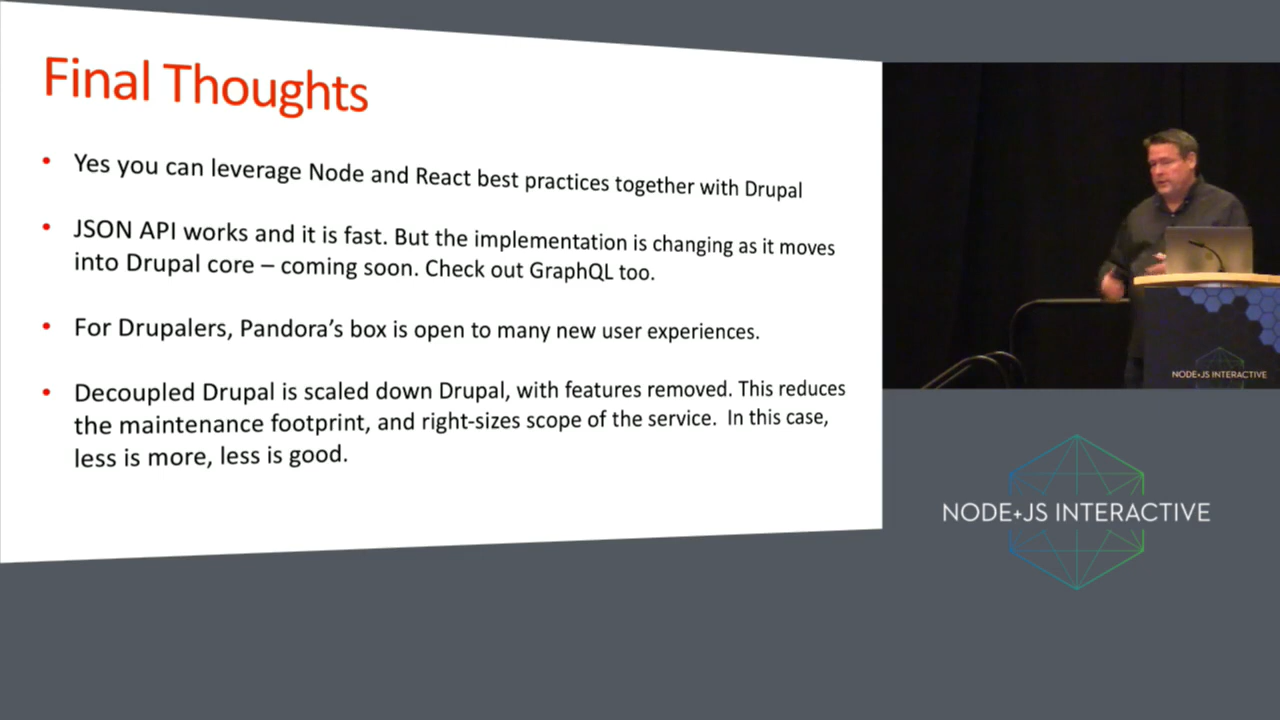 Final Thoughts
• Yes you can leverage Node and React best practices together with Drupal
• JSON API works and it is fast. But the implementation is changing as it moves
into Drupal core – coming soon. Check out GraphQL too.
• For Drupalers, Pandora's box is open to many new user experiences.
• Decoupled Drupal is scaled down Drupal, with features removed. This reduces
the maintenance footprint, and right-sizes scope of the service.  In this case,
less is more, less is good.
NODE+JS INTERACTIVE
NODE+JS INTERACTIVE